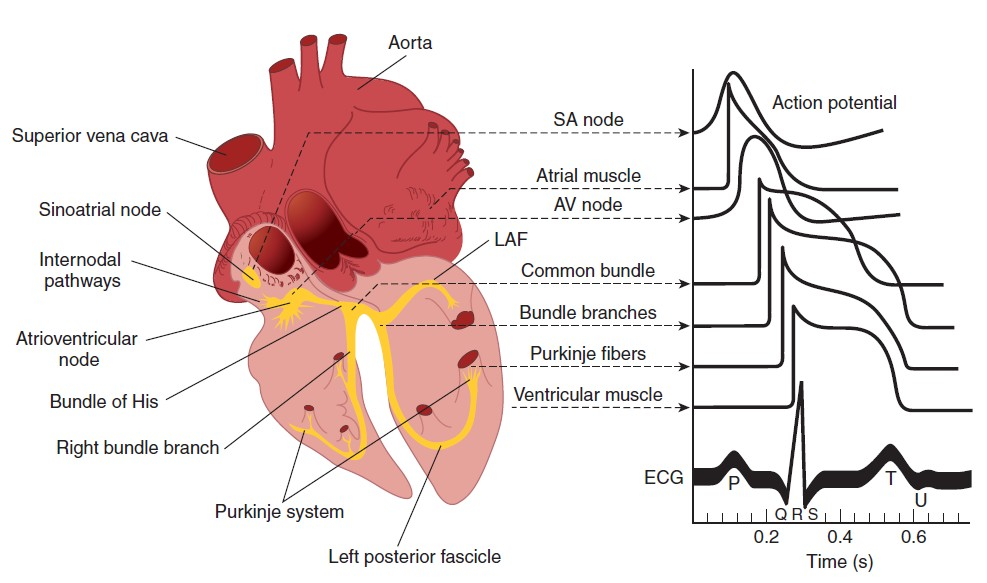 Aorta
Superior vena cava
Sinoatrial node
Internodal
pathways
Atrioventricular
node
Bundle of His
Right bundle branch
Purkinje system
Left posterior fascicle
LAF
SA node
Atrial muscle
AV node
Common bundle
Bundle branches
Purkinje fibers
Ventricular muscle
Action potential
ECG
P
Q R S
T
U
0.2 0.4 0.6
Time (s)